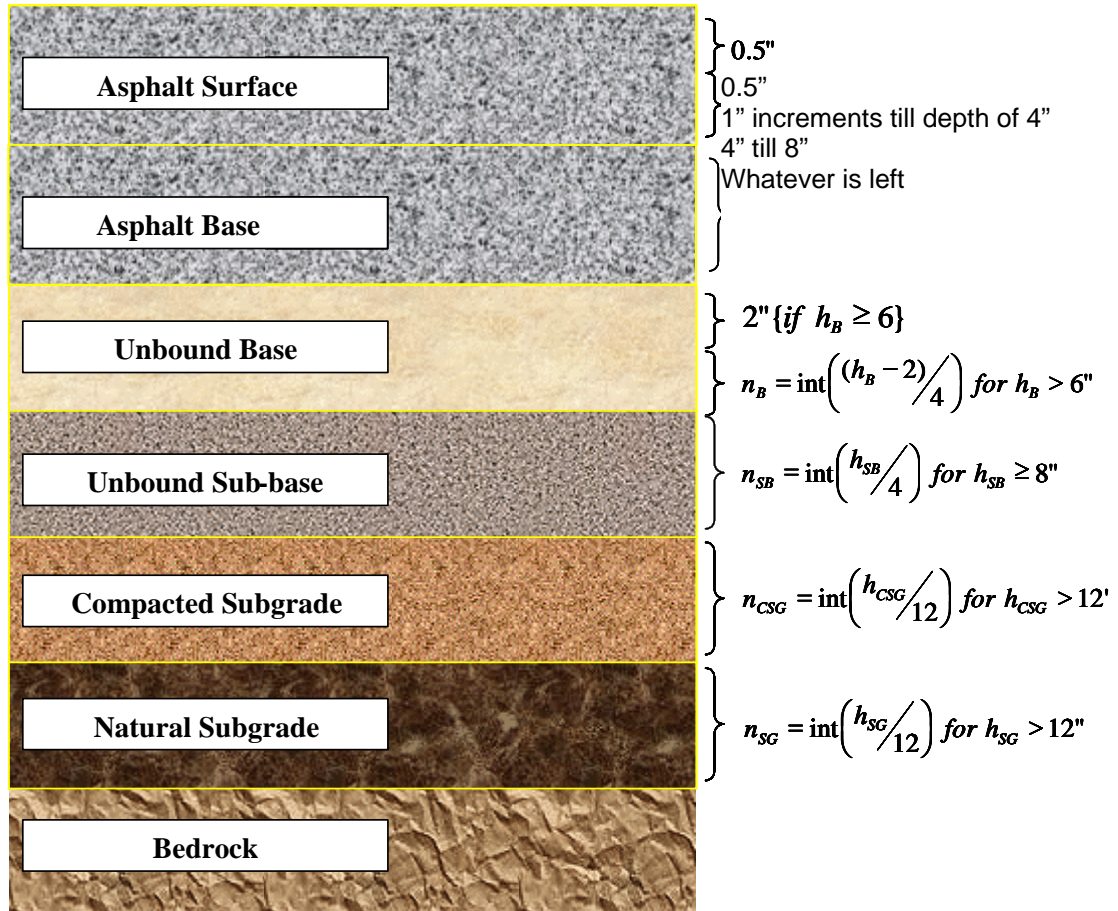 0.5"
Asphalt Surface
0.5”
1” increments till depth of 4”
4” till 8”
Whatever is left
Asphalt Base
2" {if h_B ≥ 6}
Unbound Base
n_B = int((h_B − 2)/4) for h_B > 6"
Unbound Sub-base
n_SB = int(h_SB/4) for h_SB ≥ 8"
Compacted Subgrade
n_CSG = int(h_CSG/12) for h_CSG > 12'
Natural Subgrade
n_SG = int(h_SG/12) for h_SG > 12"
Bedrock